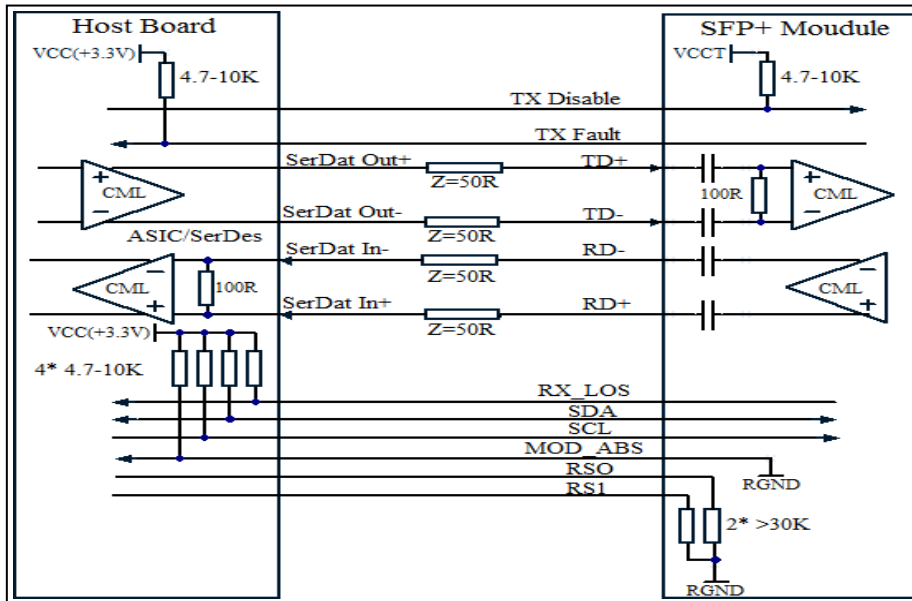 Host Board
SFP+ Moudule
VCC(+3.3V)
4.7-10K
VCCT
4.7-10K
TX Disable
TX Fault
SerDat Out+
TD+
Z=50R
CML
100R
CML
SerDat Out-
TD-
Z=50R
ASIC/SerDes
SerDat In-
RD-
Z=50R
CML
100R
CML
SerDat In+
RD+
Z=50R
VCC(+3.3V)
4* 4.7-10K
RX_LOS
SDA
SCL
MOD_ABS
RSO
RGND
RS1
2* >30K
RGND